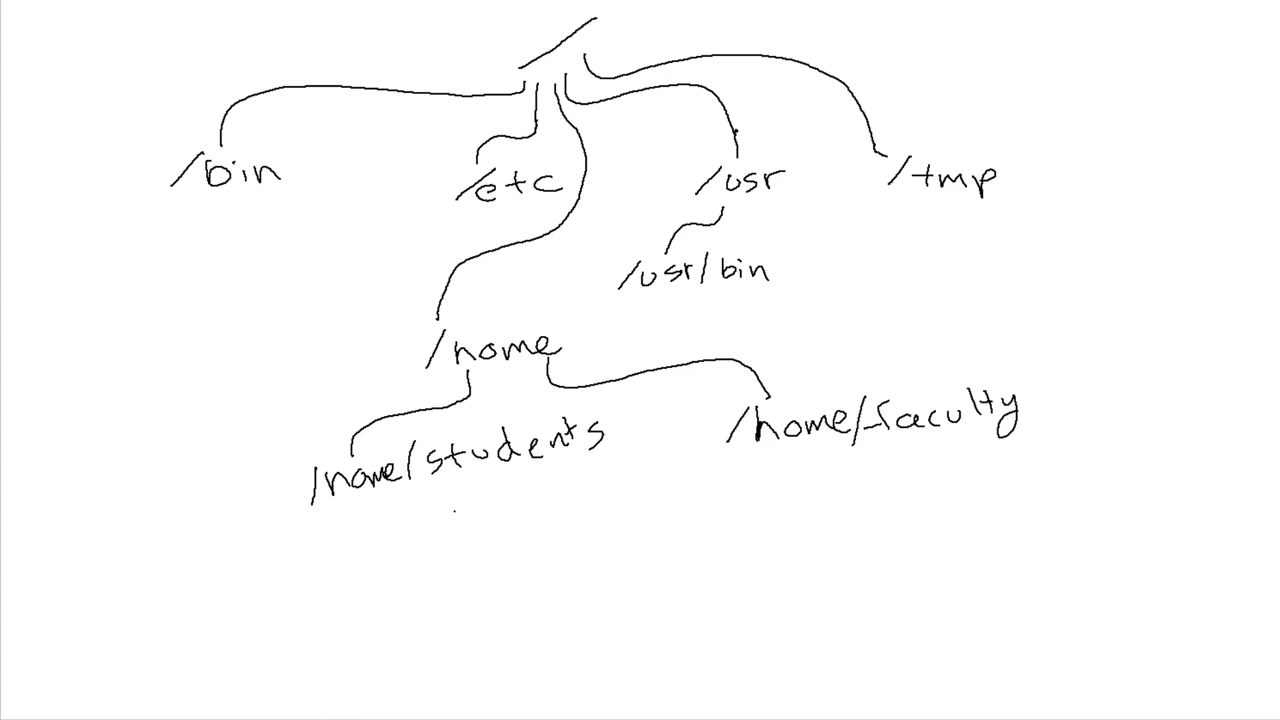 /
/bin
/etc
/usr
/tmp
/usr/bin
/home
/home/students
/home/faculty